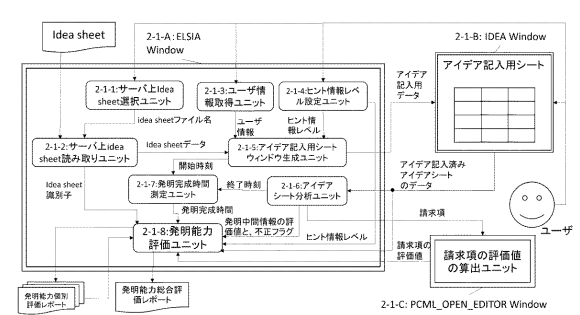 Idea sheet
2-1-A: ELSIA
Window
2-1-B: IDEA Window
2-1-1:サーバ上Idea
sheet選択ユニット
2-1-3:ユーザ情
報取得ユニット
2-1-4:ヒント情報レベ
ル設定ユニット
アイデア記入用シート
アイデア
記入用
データ
idea sheetファイル名
ユーザ
情報
ヒント情
報レベル
2-1-2:サーバ上idea
sheet読み取りユニット
Idea sheetデータ
2-1-5:アイデア記入用シート
ウィンドウ生成ユニット
開始時刻
アイデア記入済み
アイデアシート
のデータ
Idea sheet
識別子
2-1-7:発明完成時間
測定ユニット
終了時刻
2-1-6:アイデア
シート分析ユニット
発明完成時間
発明中間情報の評
価値と、不正フラグ
請求項
ユーザ
2-1-8:発明能力
評価ユニット
ヒント情報レベル
請求項の
評価値
請求項の評価値
の算出ユニット
発明能力個別
評価レポート
発明能力総合評
価レポート
2-1-C: PCML_OPEN_EDITOR Window